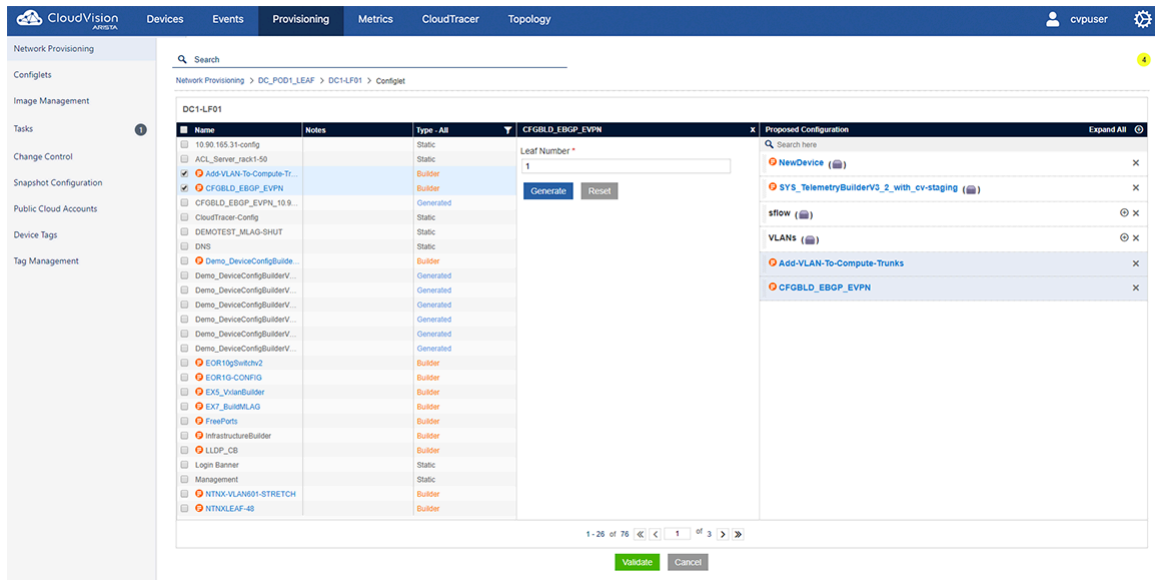 CloudVision
ARISTA
Devices
Events
Provisioning
Metrics
CloudTracer
Topology
cvpuser
Network Provisioning
Configlets
Image Management
Tasks
1
Change Control
Snapshot Configuration
Public Cloud Accounts
Device Tags
Tag Management
Search
4
Network Provisioning > DC_POD1_LEAF > DC1-LF01 > Configlet
DC1-LF01
Name Notes Type - All
10.90.165.31-config Static
ACL_Server_rack1-50 Static
Add-VLAN-To-Compute-Tr... Builder
CFGBLD_EBGP_EVPN Builder
CFGBLD_EBGP_EVPN_10.9... Generated
CloudTracer-Config Static
DEMOTEST_MLAG-SHUT Static
DNS Static
Demo_DeviceConfigBuilde... Builder
Demo_DeviceConfigBuilderV... Generated
Demo_DeviceConfigBuilderV... Generated
Demo_DeviceConfigBuilderV... Generated
Demo_DeviceConfigBuilderV... Generated
Demo_DeviceConfigBuilderV... Generated
Demo_DeviceConfigBuilderV... Generated
EOR10gSwitchv2 Builder
EOR1G-CONFIG Builder
EX5_VxlanBuilder Builder
EX7_BuildMLAG Builder
FreePorts Builder
InfrastructureBuilder Builder
LLDP_CB Builder
Login Banner Static
Management Static
NTNX-VLAN601-STRETCH Builder
NTNXLEAF-48 Builder
CFGBLD_EBGP_EVPN X
Leaf Number *
1
Generate Reset
Proposed Configuration Expand All
Search here
NewDevice ( )
SYS_TelemetryBuilderV3_2_with_cv-staging ( )
sflow ( )
VLANs ( )
Add-VLAN-To-Compute-Trunks
CFGBLD_EBGP_EVPN
1 - 26 of 76 1 of 3
Validate Cancel